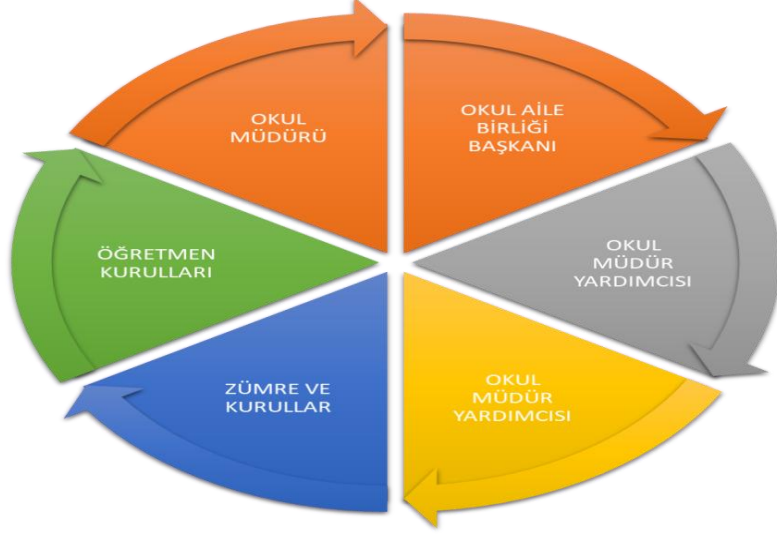 OKUL
MÜDÜRÜ
OKUL AİLE
BİRLİĞİ
BAŞKANI
ÖĞRETMEN
KURULLARI
OKUL
MÜDÜR
YARDIMCISI
ZÜMRE VE
KURULLAR
OKUL
MÜDÜR
YARDIMCISI